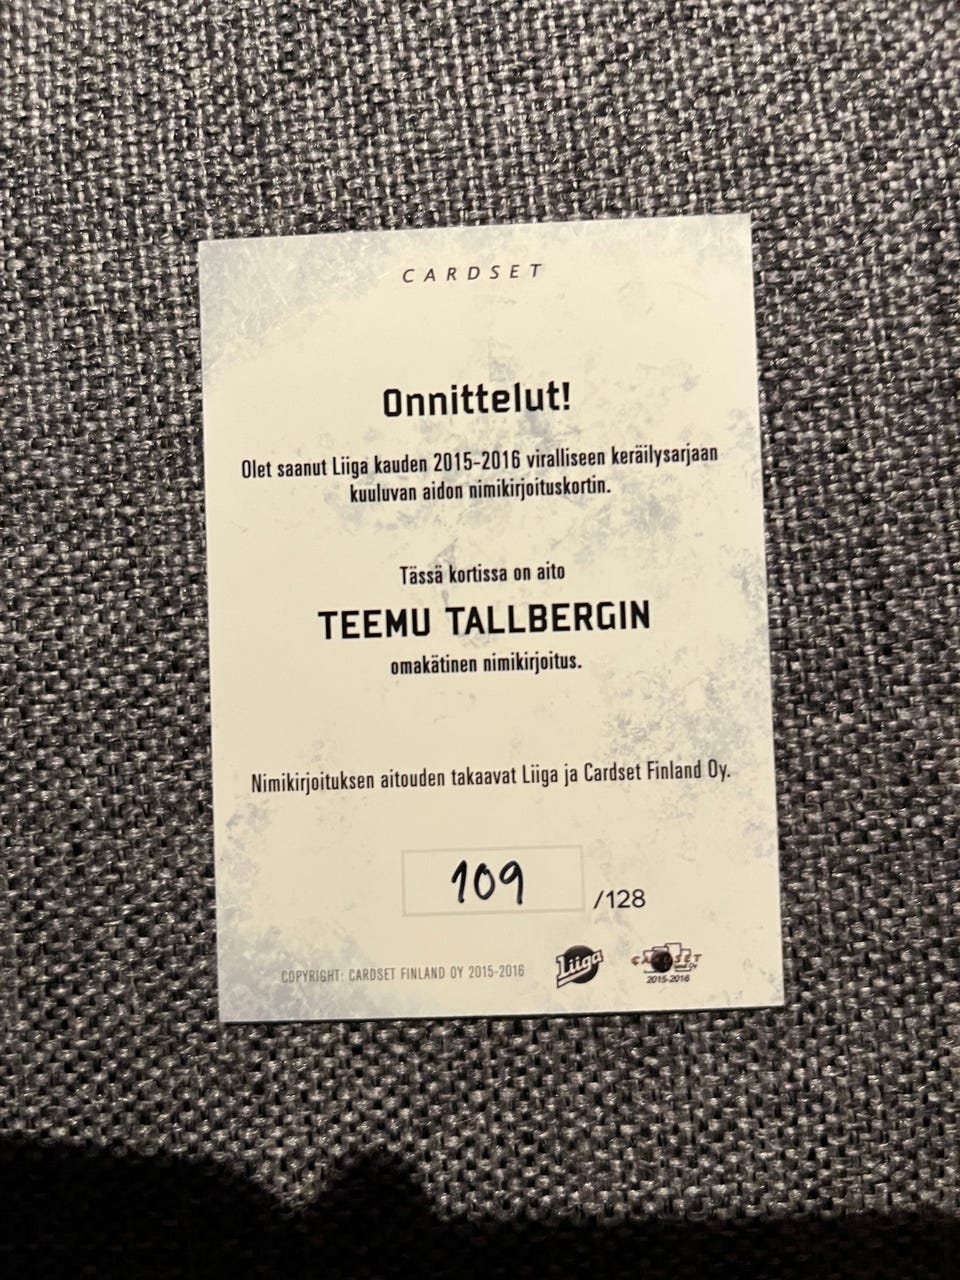 CARDSET
Onnittelut!
Olet saanut Liiga kauden 2015-2016 viralliseen keräilysarjaan
kuuluvan aidon nimikirjoituskortin.
Tässä kortissa on aito
TEEMU TALLBERGIN
omakätinen nimikirjoitus.
Nimikirjoituksen aitouden takaavat Liiga ja Cardset Finland Oy.
109 /128
COPYRIGHT: CARDSET FINLAND OY 2015-2016
Liiga
CARDSET
2015-2016